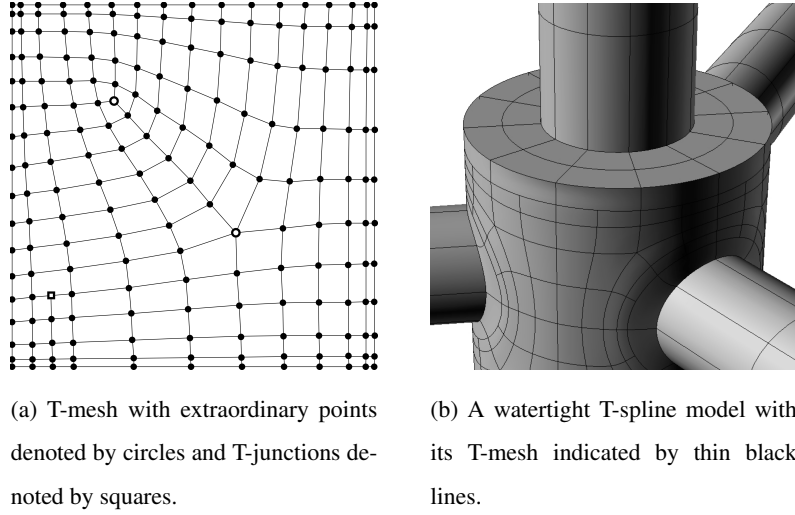 (a) T-mesh with extraordinary points
denoted by circles and T-junctions de-
noted by squares.
(b) A watertight T-spline model with
its T-mesh indicated by thin black
lines.